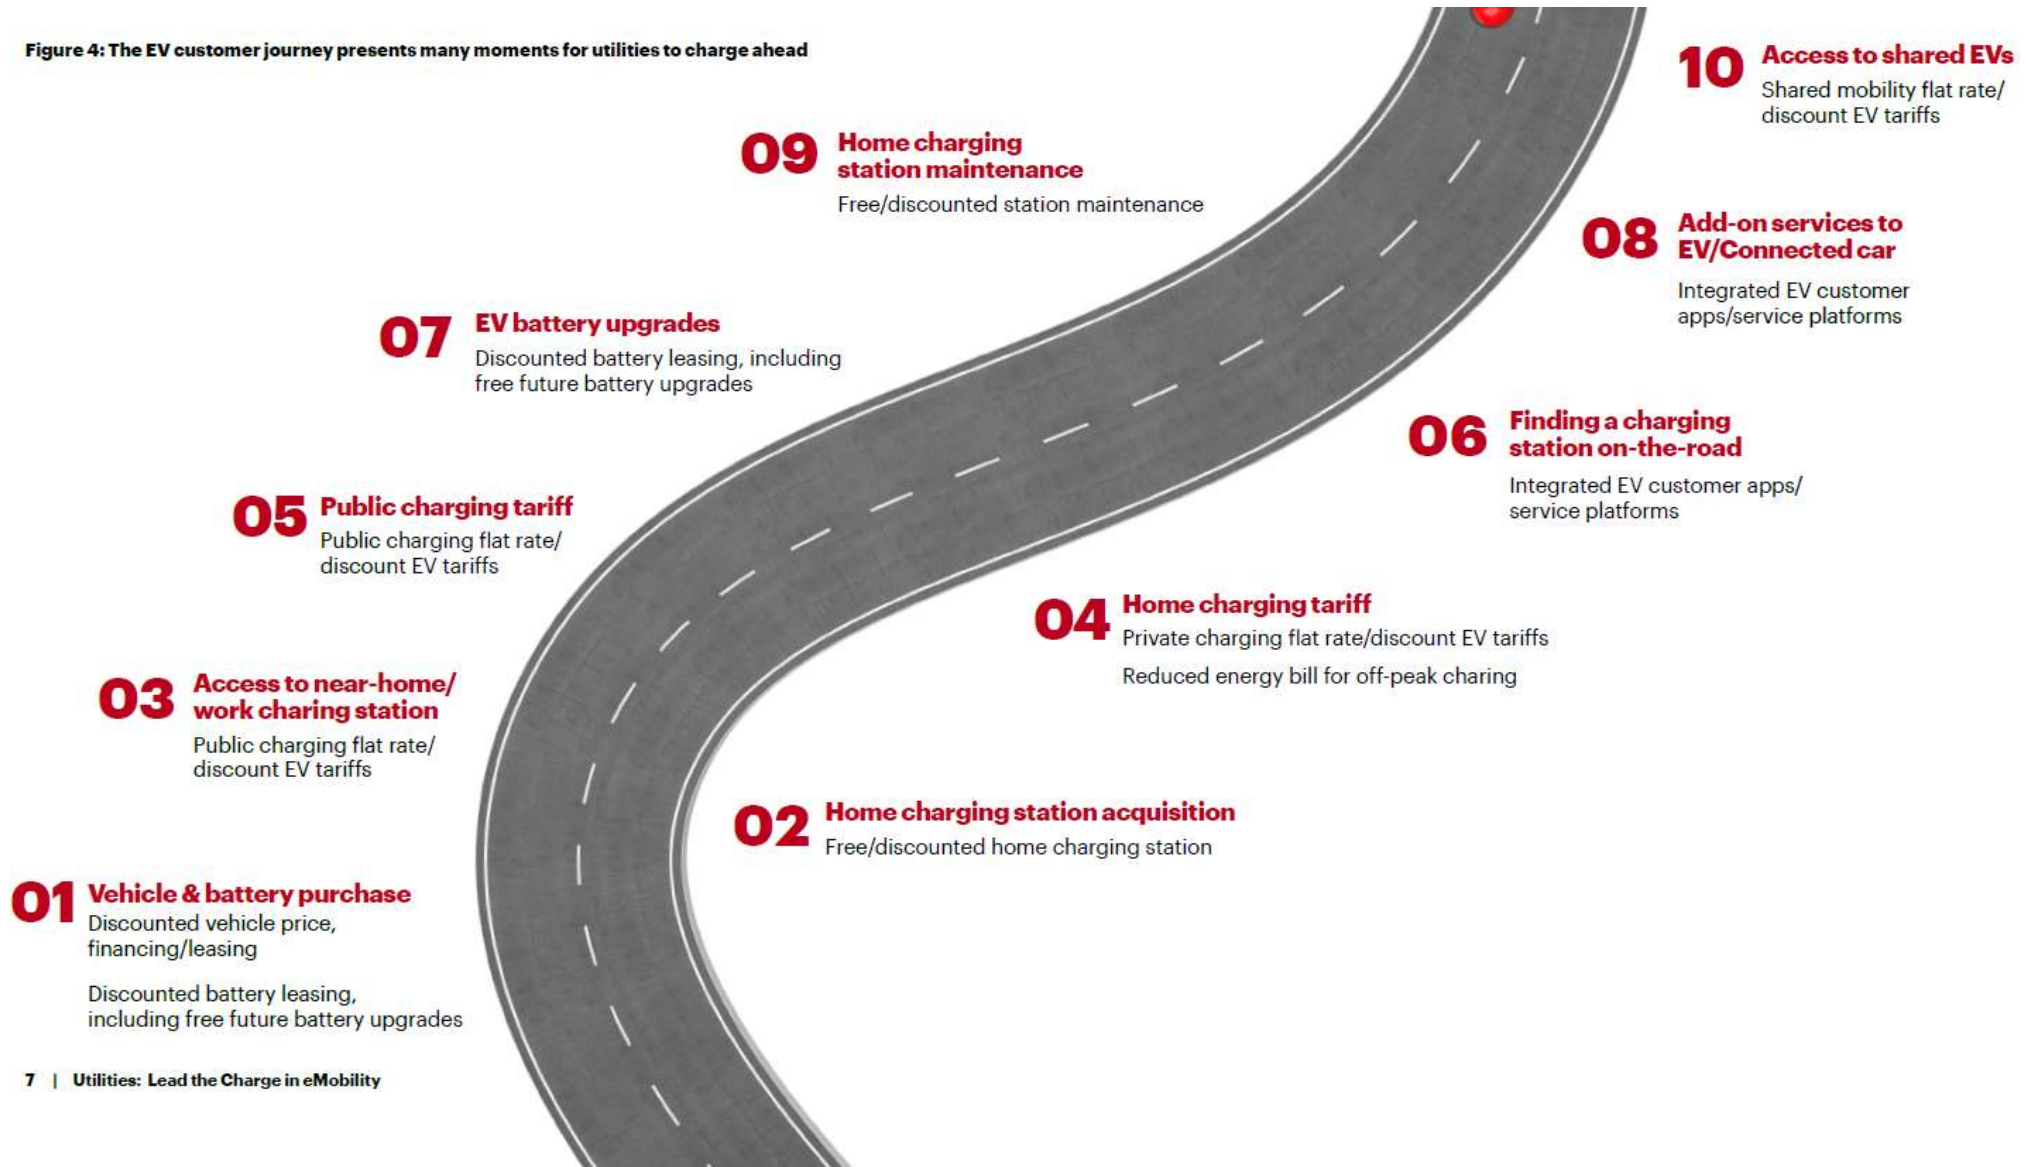 Figure 4: The EV customer journey presents many moments for utilities to charge ahead
10
Access to shared EVs
Shared mobility flat rate/
discount EV tariffs
09
Home charging
station maintenance
Free/discounted station maintenance
08
Add-on services to
EV/Connected car
Integrated EV customer
apps/service platforms
07
EV battery upgrades
Discounted battery leasing, including
free future battery upgrades
06
Finding a charging
station on-the-road
Integrated EV customer apps/
service platforms
05
Public charging tariff
Public charging flat rate/
discount EV tariffs
04
Home charging tariff
Private charging flat rate/discount EV tariffs
Reduced energy bill for off-peak charing
03
Access to near-home/
work charing station
Public charging flat rate/
discount EV tariffs
02
Home charging station acquisition
Free/discounted home charging station
01
Vehicle & battery purchase
Discounted vehicle price,
financing/leasing
Discounted battery leasing,
including free future battery upgrades
7 | Utilities: Lead the Charge in eMobility